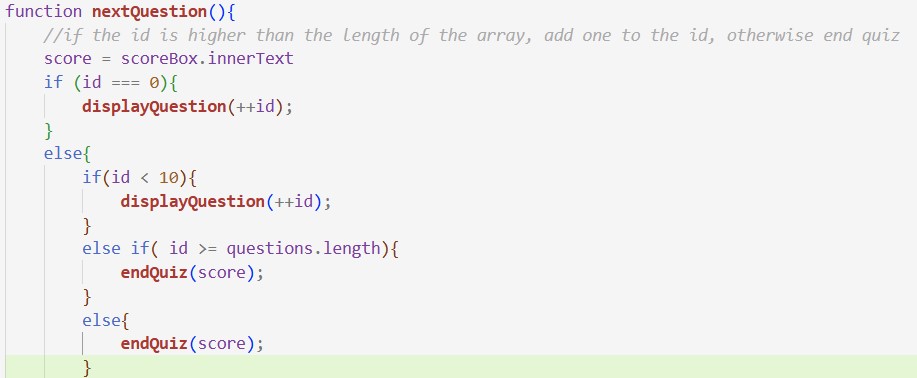 function nextQuestion(){
//if the id is higher than the length of the array, add one to the id, otherwise end quiz
score = scoreBox.innerText
if (id === 0){
displayQuestion(++id);
}
else{
if(id < 10){
displayQuestion(++id);
}
else if( id >= questions.length){
endQuiz(score);
}
else{
endQuiz(score);
}